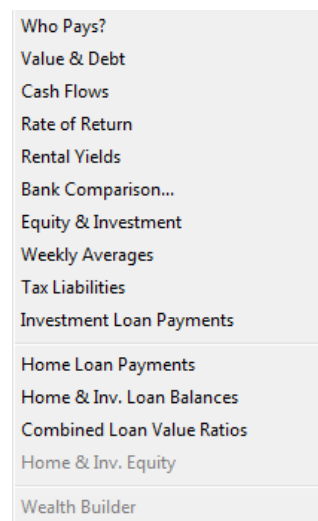 Who Pays?
Value & Debt
Cash Flows
Rate of Return
Rental Yields
Bank Comparison...
Equity & Investment
Weekly Averages
Tax Liabilities
Investment Loan Payments
Home Loan Payments
Home & Inv. Loan Balances
Combined Loan Value Ratios
Home & Inv. Equity
Wealth Builder